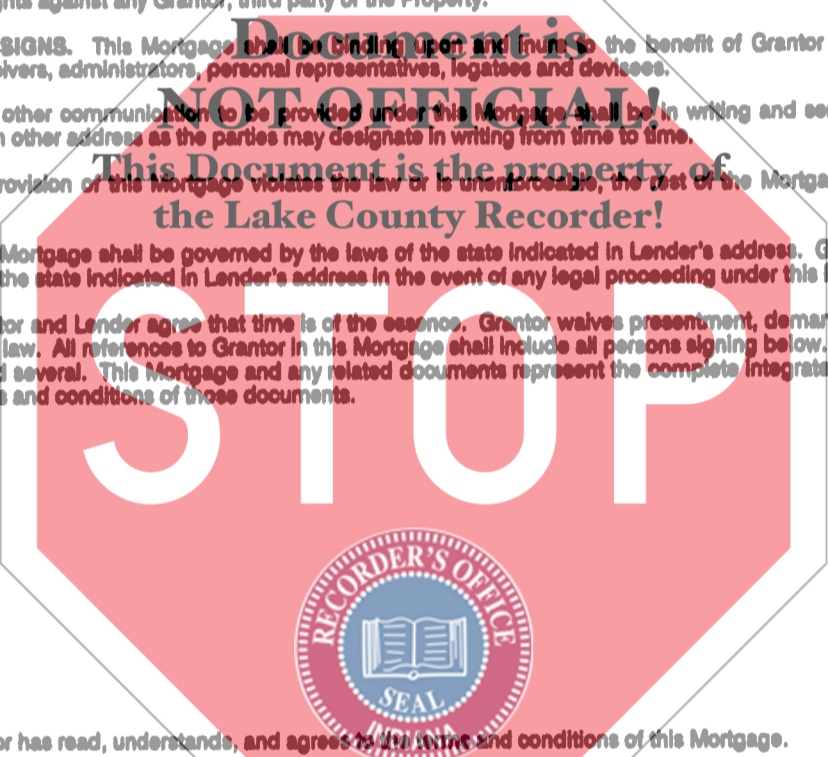 hts against any Grantor, third party or the Property.
Document is
SIGNS. This Mortgage shall be binding upon and inure to the benefit of Grantor
ivers, administrators, personal representatives, legatees and devisees.
NOT OFFICIAL!
other communication to be provided under this Mortgage shall be in writing and se
other address as the parties may designate in writing from time to time.
This Document is the property of
rovision of this Mortgage violates the law or is unenforceable, the rest of the Mortga
the Lake County Recorder!
Mortgage shall be governed by the laws of the state indicated in Lender's address. G
the state indicated in Lender's address in the event of any legal proceeding under this
tor and Lender agree that time is of the essence. Grantor waives presentment, demar
law. All references to Grantor in this Mortgage shall include all persons signing below.
several. This Mortgage and any related documents represent the complete integrate
s and conditions of those documents.
STOP
RECORDER'S OFFICE
SEAL
INDIANA
or has read, understands, and agrees to the terms and conditions of this Mortgage.